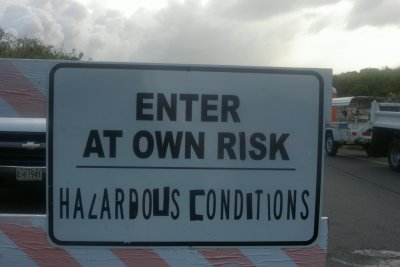 ENTER
AT OWN RISK
HAZARDOUS CONDITIONS